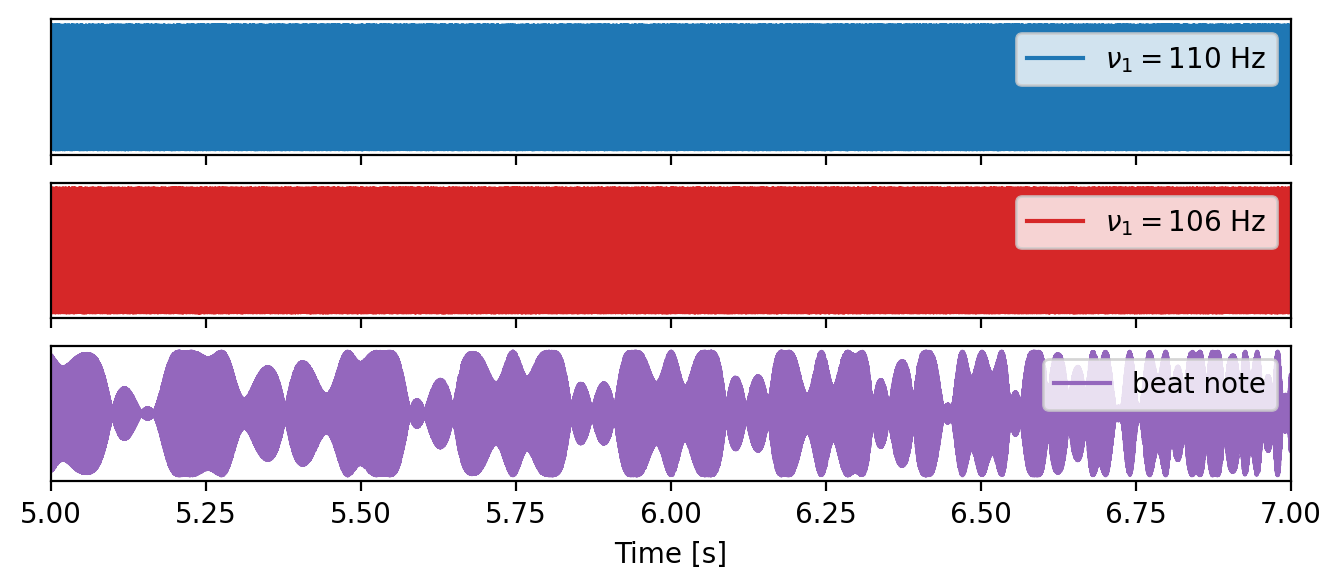 ν₁ = 110 Hz
ν₁ = 106 Hz
beat note
5.00 5.25 5.50 5.75 6.00 6.25 6.50 6.75 7.00
Time [s]